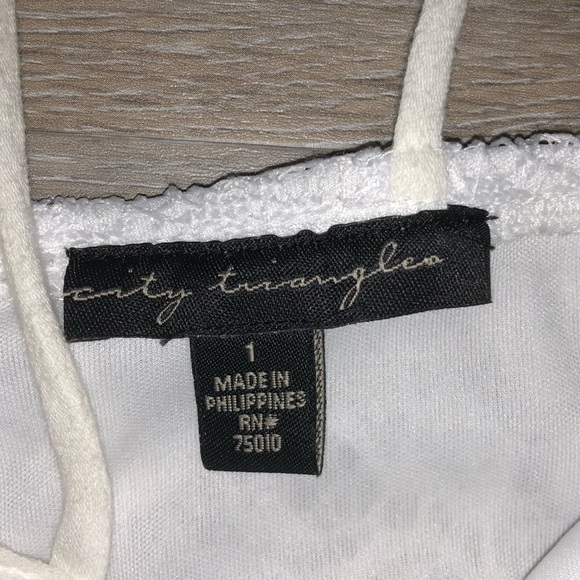 city triangles
1
MADE IN
PHILIPPINES
RN#
75010